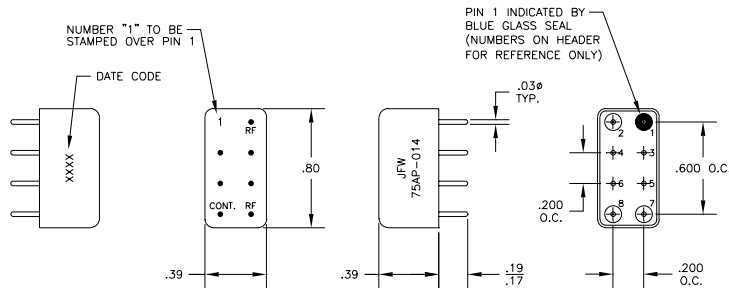 NUMBER "1" TO BE
STAMPED OVER PIN 1
DATE CODE
XXXX
1
RF
CONT. RF
.80
.39
PIN 1 INDICATED BY
BLUE GLASS SEAL
(NUMBERS ON HEADER
FOR REFERENCE ONLY)
.03ø
TYP.
JFW
75AP-014
.39
.19
.17
2 1
4 3
6 5
8 7
.600 O.C.
.200
O.C.
.200
O.C.